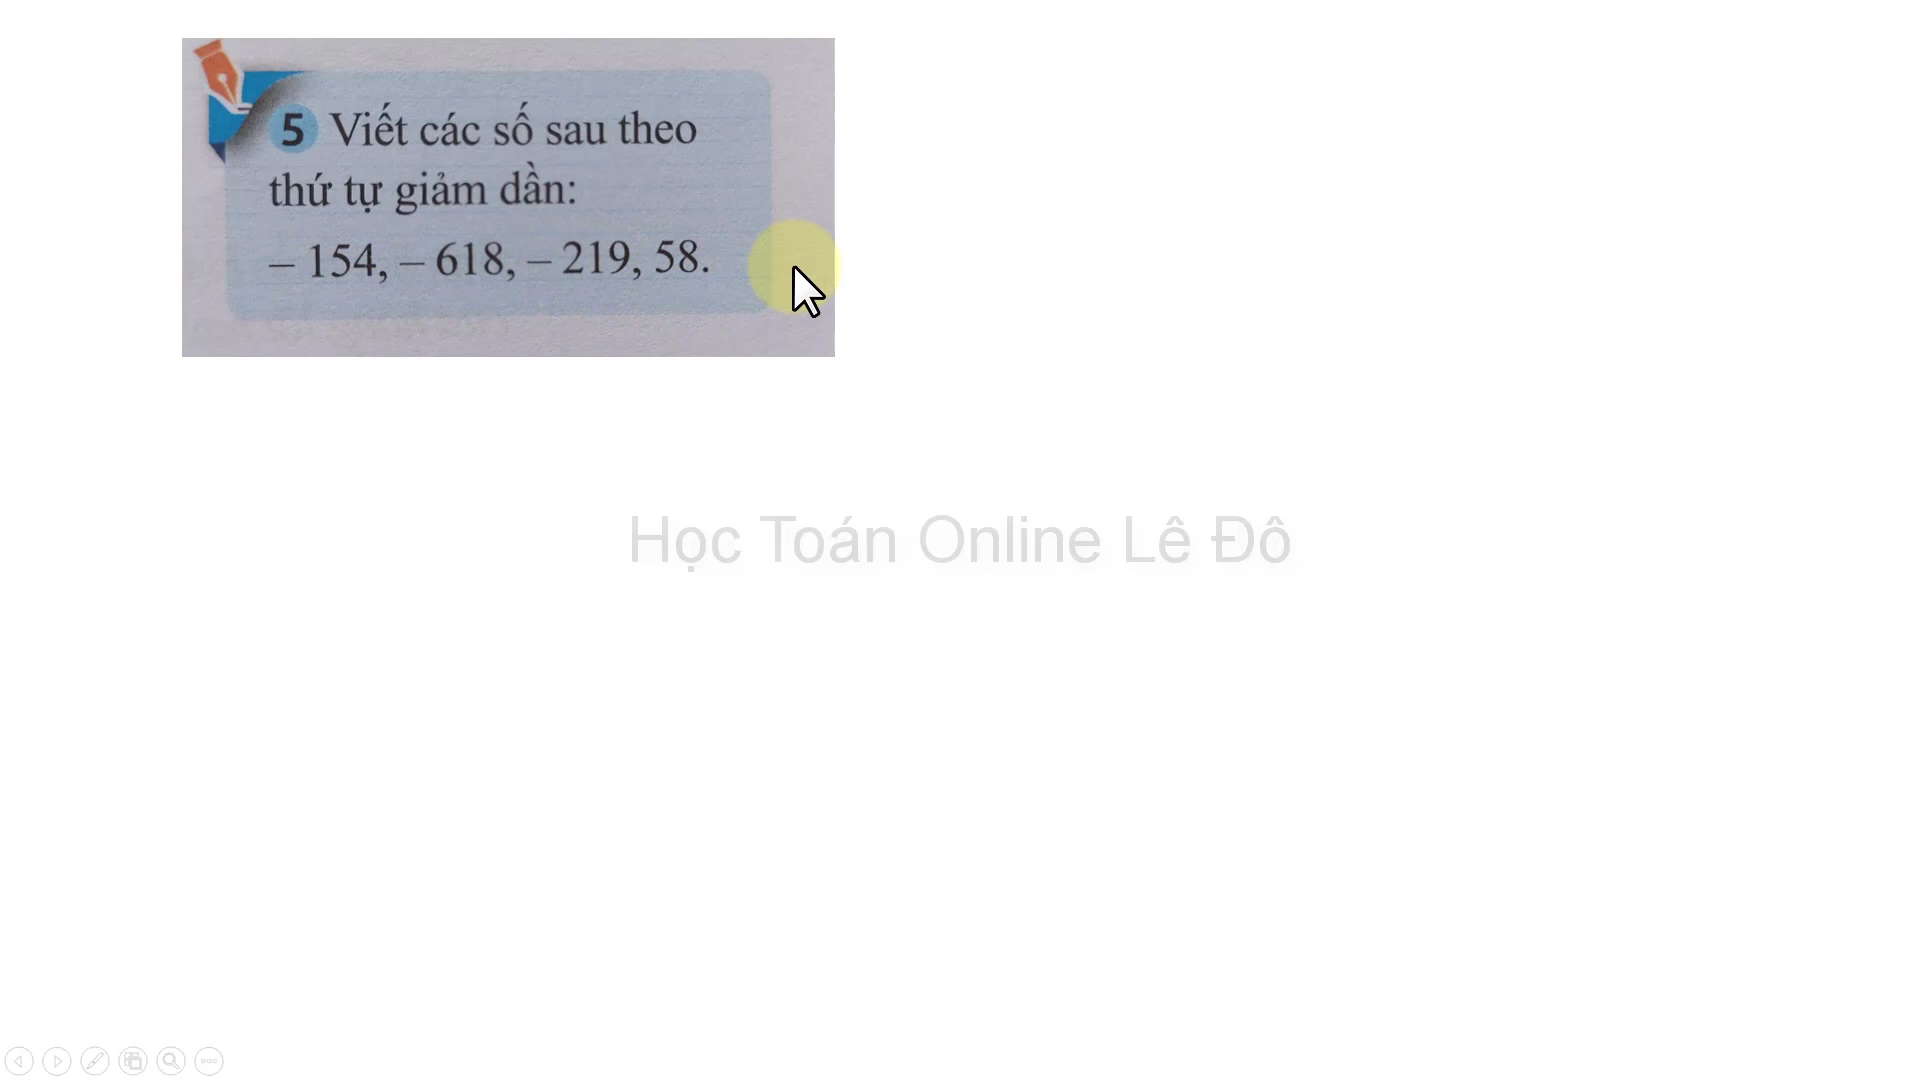 5 Viết các số sau theo
thứ tự giảm dần:
– 154, – 618, – 219, 58.
Học Toán Online Lê Đô